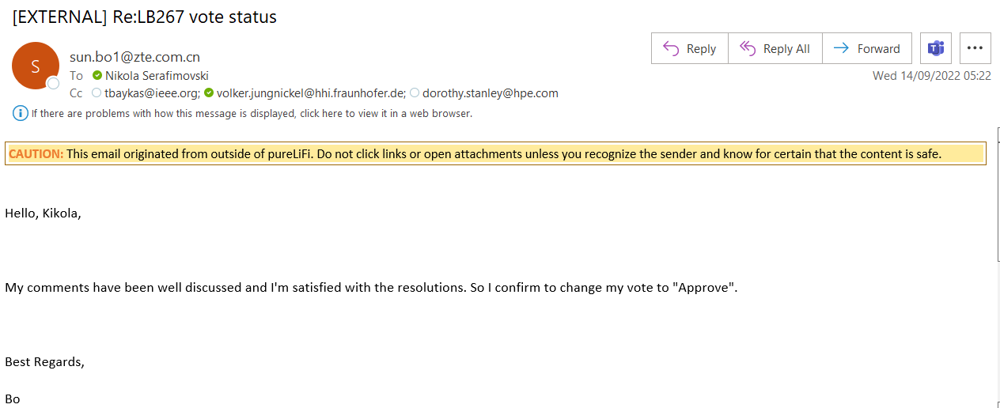 [EXTERNAL] Re:LB267 vote status
S
sun.bo1@zte.com.cn
Reply
Reply All
Forward
To Nikola Serafimovski
Wed 14/09/2022 05:22
Cc tbaykas@ieee.org; volker.jungnickel@hhi.fraunhofer.de; dorothy.stanley@hpe.com
If there are problems with how this message is displayed, click here to view it in a web browser.
CAUTION: This email originated from outside of pureLiFi. Do not click links or open attachments unless you recognize the sender and know for certain that the content is safe.
Hello, Kikola,
My comments have been well discussed and I'm satisfied with the resolutions. So I confirm to change my vote to "Approve".
Best Regards,
Bo